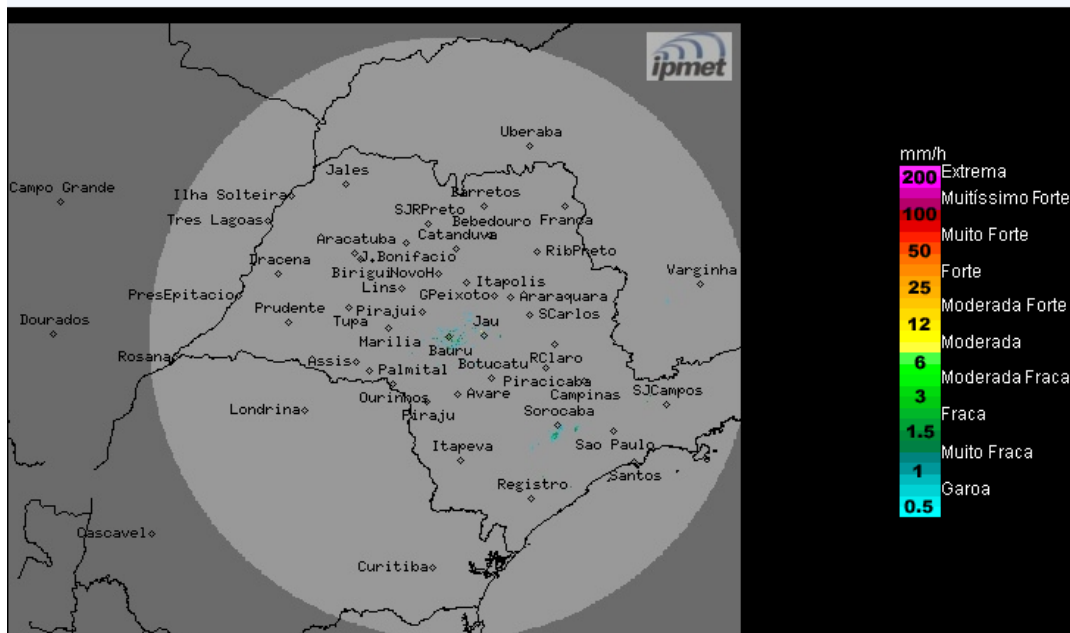 ipmet
Uberaba
Jales
Campo Grande
Ilha Solteira
Barretos
SJRPreto
Tres Lagoas
Bebedouro
Franca
Aracatuba
Catanduva
J.Bonifacio
RibPreto
Dracena
Birigui
NovoH
Itapolis
Varginha
Lins
GPeixoto
Araraquara
PresEpitacio
Prudente
Pirajui
SCarlos
Dourados
Tupa
Jau
Marilia
Bauru
Rosana
Assis
Botucatu
RClaro
Palmital
Piracicaba
Ourinhos
Avare
Campinas
SJCampos
Londrina
Piraju
Sorocaba
Itapeva
Sao Paulo
Santos
Registro
Cascavel
Curitiba
mm/h
200 Extrema
Muitíssimo Forte
100
Muito Forte
50
Forte
25
Moderada Forte
12
Moderada
6
Moderada Fraca
3
Fraca
1.5
Muito Fraca
1
Garoa
0.5